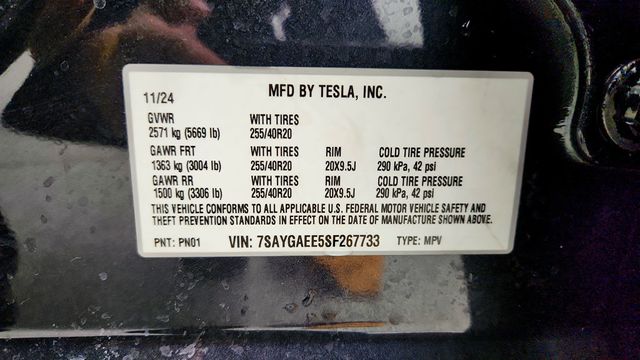 MFD BY TESLA, INC.
11/24
GVWR WITH TIRES
2571 kg (5669 lb) 255/40R20
GAWR FRT WITH TIRES RIM COLD TIRE PRESSURE
1363 kg (3004 lb) 255/40R20 20X9.5J 290 kPa, 42 psi
GAWR RR WITH TIRES RIM COLD TIRE PRESSURE
1500 kg (3306 lb) 255/40R20 20X9.5J 290 kPa, 42 psi
THIS VEHICLE CONFORMS TO ALL APPLICABLE U.S. FEDERAL MOTOR VEHICLE SAFETY AND
THEFT PREVENTION STANDARDS IN EFFECT ON THE DATE OF MANUFACTURE SHOWN ABOVE.
PNT: PN01 VIN: 7SAYGAEE5SF267733 TYPE: MPV